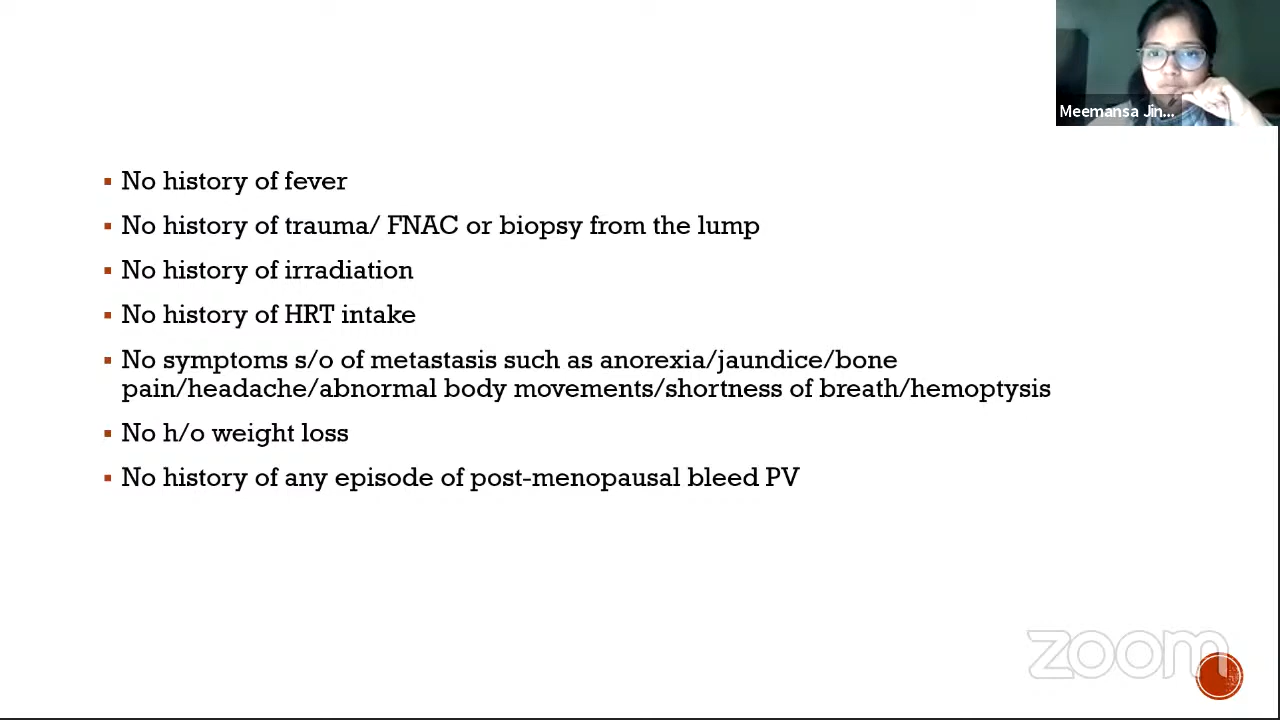 Meemansa Jin...
No history of fever
No history of trauma/ FNAC or biopsy from the lump
No history of irradiation
No history of HRT intake
No symptoms s/o of metastasis such as anorexia/jaundice/bone
pain/headache/abnormal body movements/shortness of breath/hemoptysis
No h/o weight loss
No history of any episode of post-menopausal bleed PV
zoom